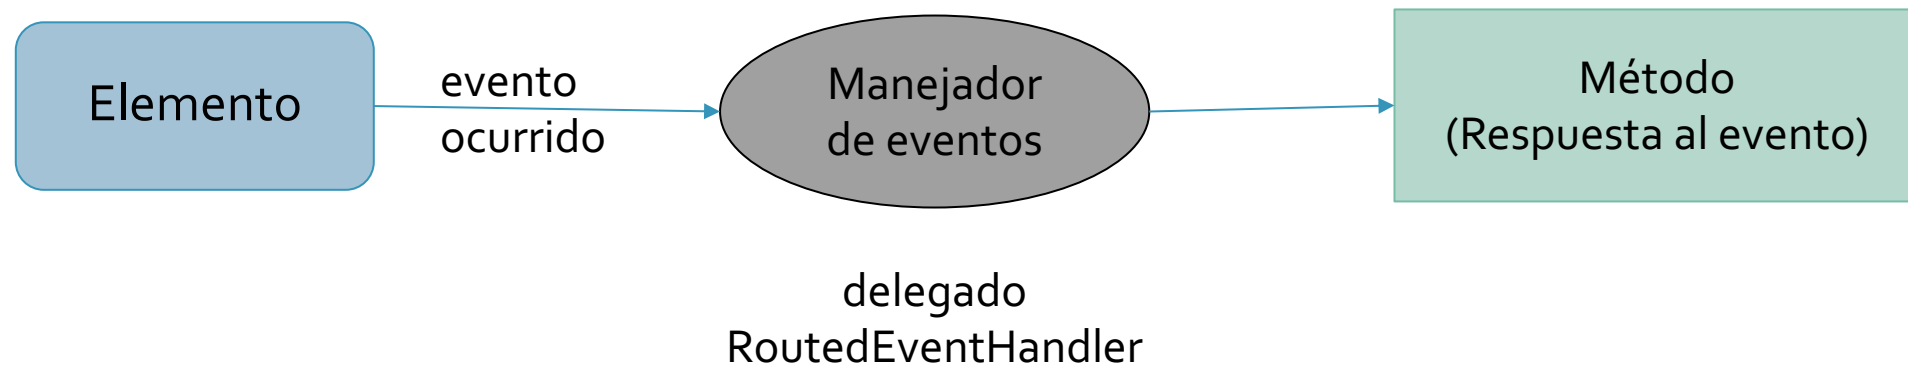 Elemento
evento
ocurrido
Manejador
de eventos
Método
(Respuesta al evento)
delegado
RoutedEventHandler